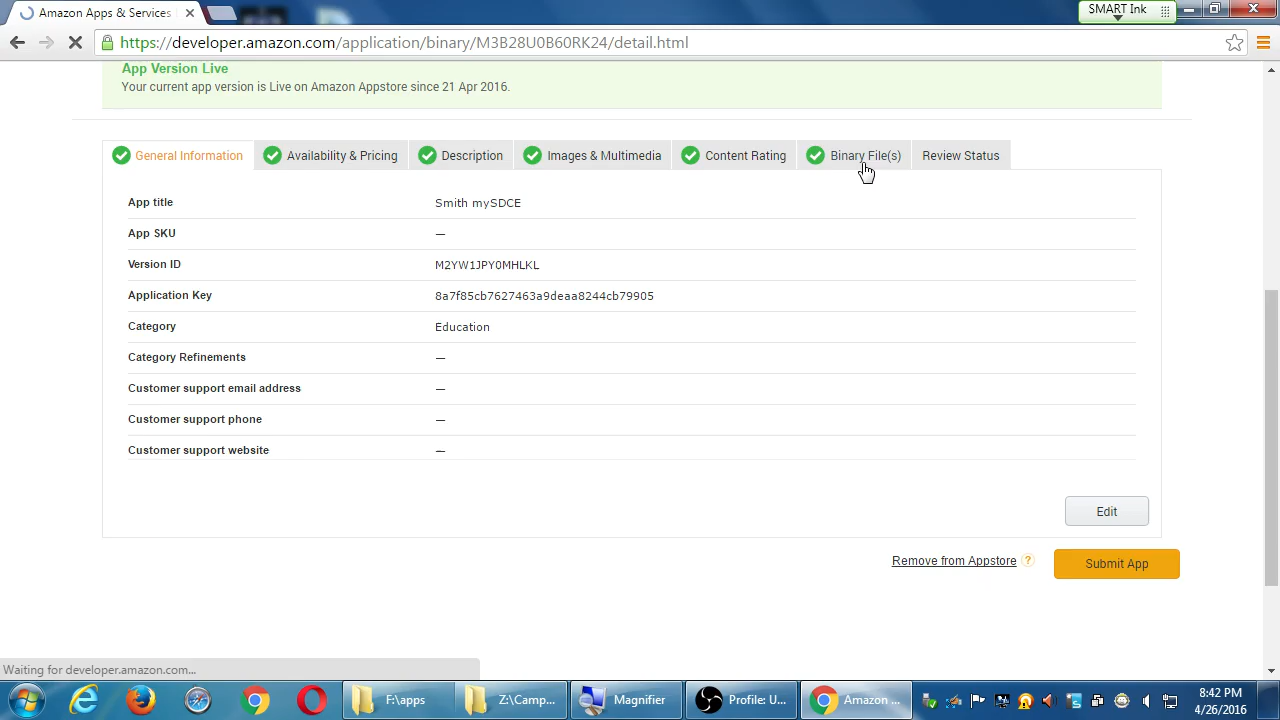 Amazon Apps & Services
SMART Ink
https://developer.amazon.com/application/binary/M3B28U0B60RK24/detail.html
App Version Live
Your current app version is Live on Amazon Appstore since 21 Apr 2016.
General Information Availability & Pricing Description Images & Multimedia Content Rating Binary File(s) Review Status
App title Smith mySDCE
App SKU —
Version ID M2YW1JPY0MHLKL
Application Key 8a7f85cb7627463a9deaa8244cb79905
Category Education
Category Refinements —
Customer support email address —
Customer support phone —
Customer support website —
Edit
Remove from Appstore ? Submit App
Waiting for developer.amazon.com...
F:\apps Z:\Camp... Magnifier Profile: U... Amazon ... 8:42 PM
4/26/2016